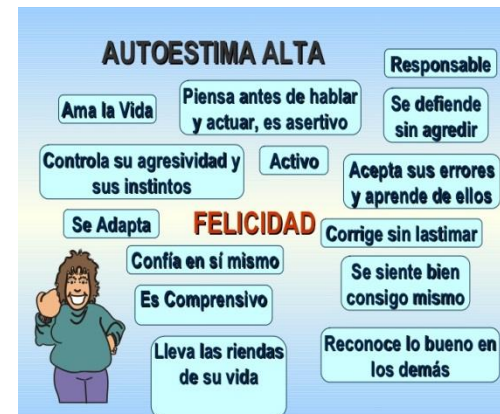 AUTOESTIMA ALTA
Responsable
Ama la Vida
Piensa antes de hablar
y actuar, es asertivo
Se defiende
sin agredir
Controla su agresividad y
sus instintos
Activo
Acepta sus errores
y aprende de ellos
Se Adapta
FELICIDAD
Corrige sin lastimar
Confía en sí mismo
Se siente bien
consigo mismo
Es Comprensivo
Lleva las riendas
de su vida
Reconoce lo bueno en
los demás